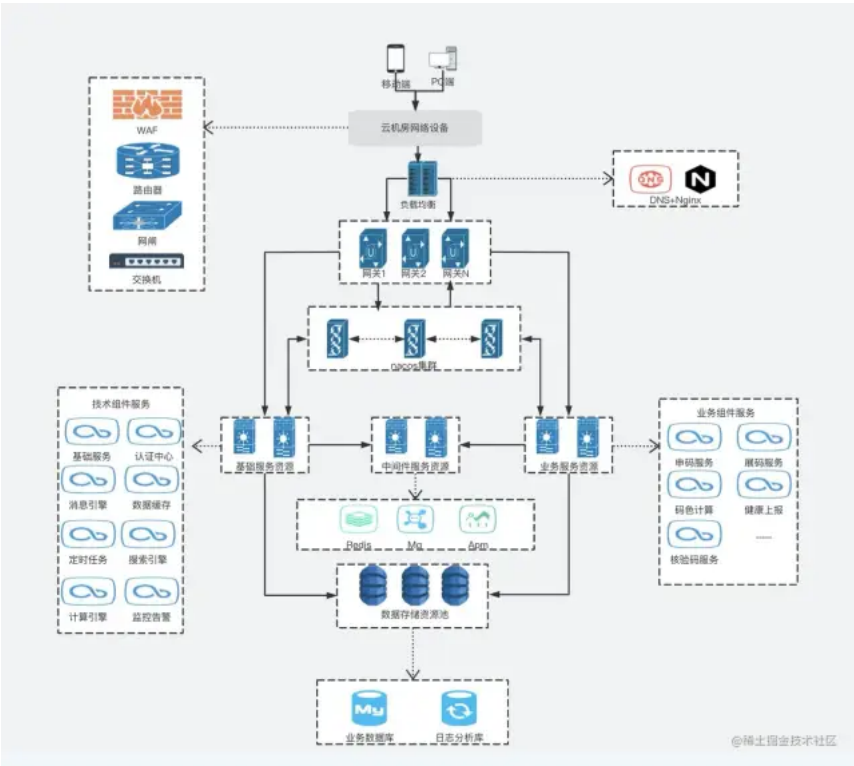 移动端
PC端
云机房网络设备
WAF
路由器
网闸
交换机
负载均衡
DNS
N
DNS+Nginx
U
U
U
网关1
网关2
网关N
nacos集群
技术组件服务
基础服务
认证中心
消息引擎
数据缓存
定时任务
搜索引擎
计算引擎
监控告警
基础服务资源
中间件服务资源
业务服务资源
业务组件服务
申码服务
展码服务
码色计算
健康上报
核验码服务
......
Redis
Mq
Apm
数据存储资源池
My
业务数据库
日志分析库
@稀土掘金技术社区